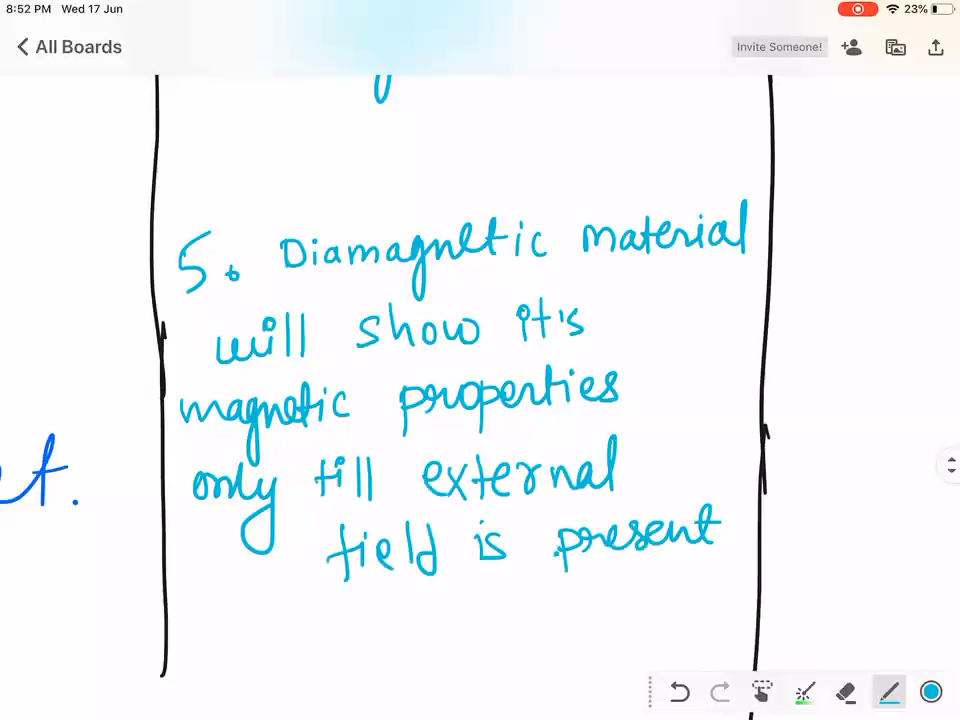 8:52 PM Wed 17 Jun
23%
All Boards
Invite Someone!
5. Diamagnetic material
will show it's
magnetic properties
only till external
field is present